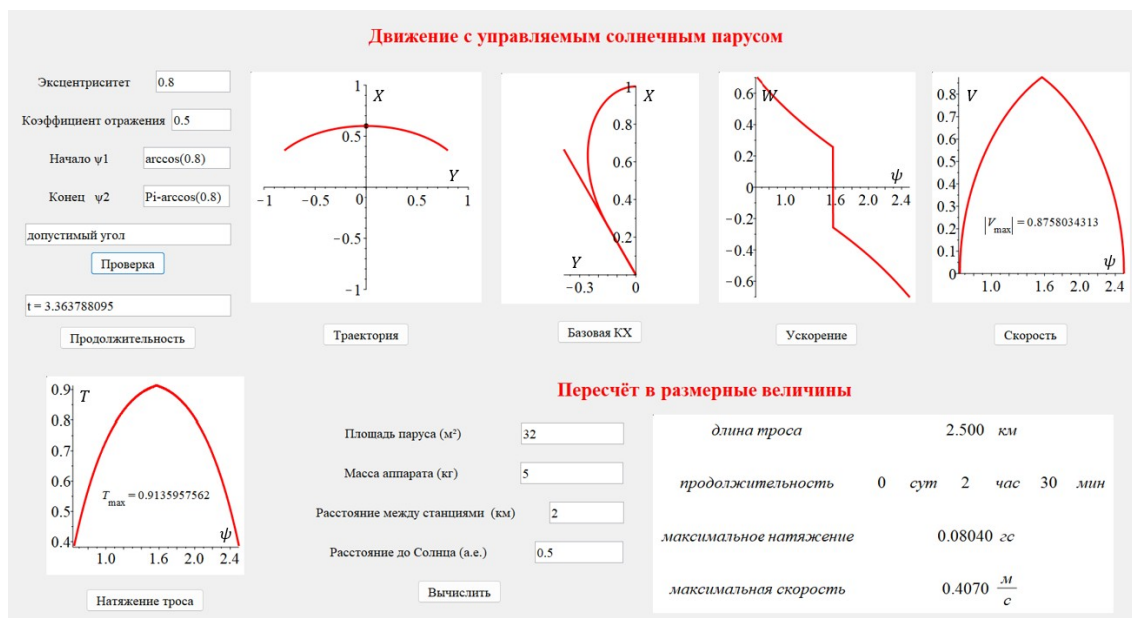 Движение с управляемым солнечным парусом
Эксцентриситет 0.8
Коэффициент отражения 0.5
Начало ψ1 arccos(0.8)
Конец ψ2 Pi-arccos(0.8)
допустимый угол
Проверка
t = 3.363788095
Продолжительность
1 X
0.5
Y
-1 -0.5 0 0.5 1
-0.5
-1
Траектория
1 X
0.8
0.6
0.4
0.2
Y
-0.3 0
Базовая КХ
0.6 W
0.4
0.2
ψ
0 1.0 1.6 2.0 2.4
-0.2
-0.4
-0.6
Ускорение
V
0.8
0.7
0.6
0.5
0.4
0.3
0.2 |Vmax| = 0.8758034313
0.1
ψ
0
1.0 1.6 2.0 2.4
Скорость
0.9 T
0.8
0.7
0.6
Tmax = 0.9135957562
0.5
ψ
0.4
1.0 1.6 2.0 2.4
Натяжение троса
Пересчёт в размерные величины
Площадь паруса (м²) 32
Масса аппарата (кг) 5
Расстояние между станциями (км) 2
Расстояние до Солнца (а.е.) 0.5
Вычислить
длина троса 2.500 км
продолжительность 0 сут 2 час 30 мин
максимальное натяжение 0.08040 гс
максимальная скорость 0.4070 м/с